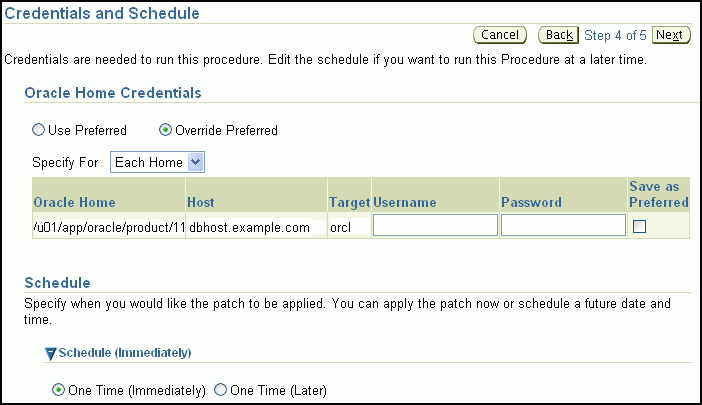 Credentials and Schedule
Cancel Back Step 4 of 5 Next
Credentials are needed to run this procedure. Edit the schedule if you want to run this Procedure at a later time.
Oracle Home Credentials
Use Preferred Override Preferred
Specify For Each Home
Oracle Home Host Target Username Password Save as Preferred
/u01/app/oracle/product/11 dbhost.example.com orcl
Schedule
Specify when you would like the patch to be applied. You can apply the patch now or schedule a future date and
time.
Schedule (Immediately)
One Time (Immediately) One Time (Later)